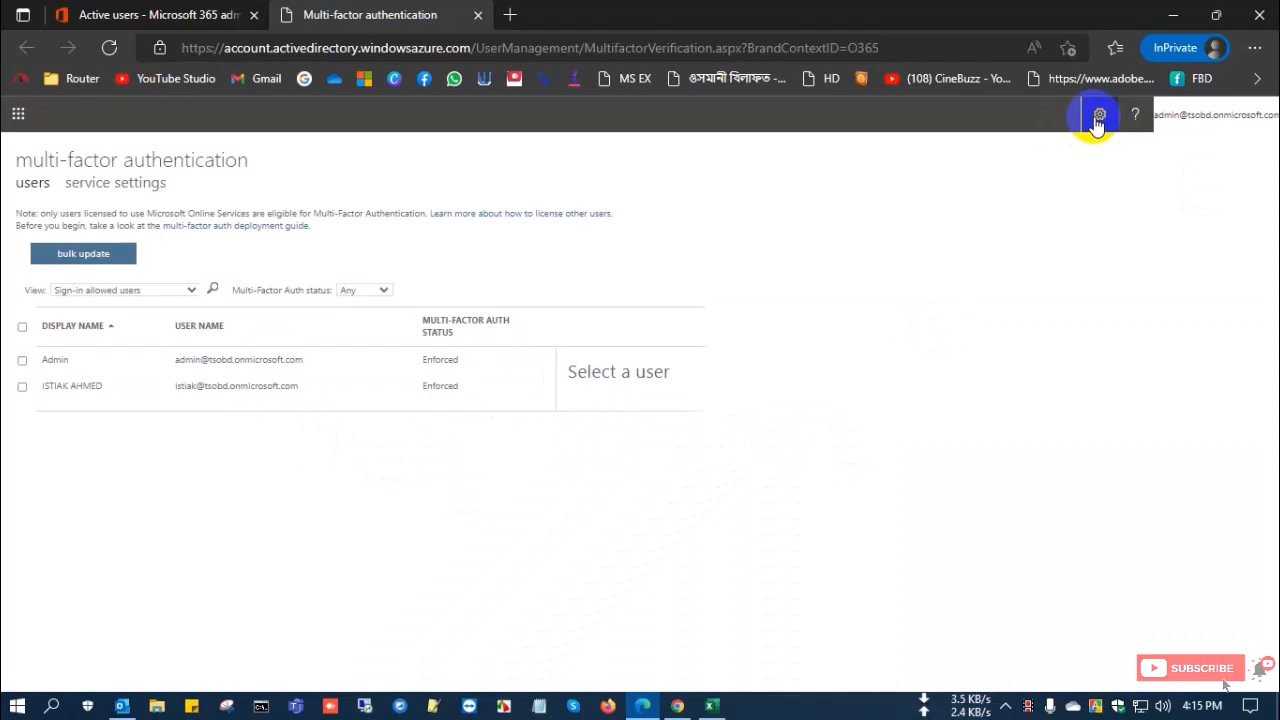 Active users - Microsoft 365 adm
Multi-factor authentication
https://account.activedirectory.windowsazure.com/UserManagement/MultifactorVerification.aspx?BrandContextID=O365
InPrivate
Router
YouTube Studio
Gmail
MS EX
ওসমানী খিলাফত -...
HD
(108) CineBuzz - Yo...
https://www.adobe....
FBD
?
admin@tsobd.onmicrosoft.com
multi-factor authentication
users service settings
Note: only users licensed to use Microsoft Online Services are eligible for Multi-Factor Authentication. Learn more about how to license other users.
Before you begin, take a look at the multi-factor auth deployment guide.
bulk update
View: Sign-in allowed users Multi-Factor Auth status: Any
DISPLAY NAME USER NAME MULTI-FACTOR AUTH
STATUS
Admin admin@tsobd.onmicrosoft.com Enforced
Select a user
ISTIAK AHMED istiak@tsobd.onmicrosoft.com Enforced
SUBSCRIBE
3.5 KB/s
2.4 KB/s
4:15 PM